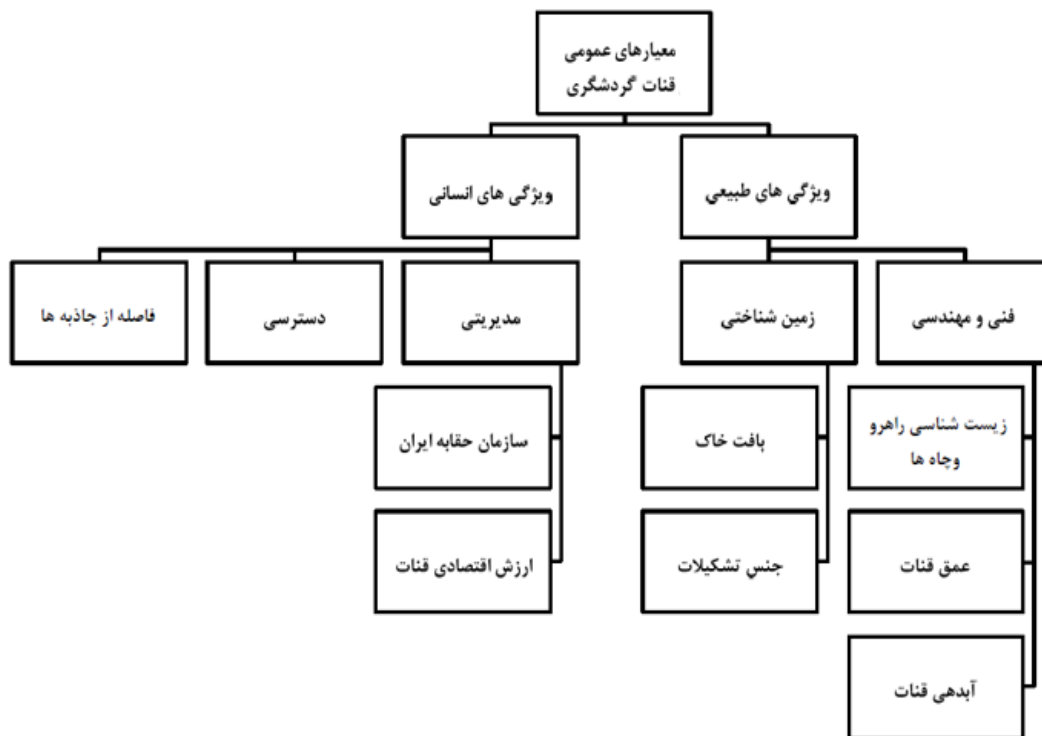 معیارهای عمومی
قنات گردشگری
ویژگی های طبیعی
ویژگی های انسانی
فنی و مهندسی
زمین شناختی
مدیریتی
دسترسی
فاصله از جاذبه ها
زیست شناسی راهرو
وچاه ها
بافت خاک
سازمان حقابه ایران
عمق قنات
جنس تشکیلات
ارزش اقتصادی قنات
آبدهی قنات